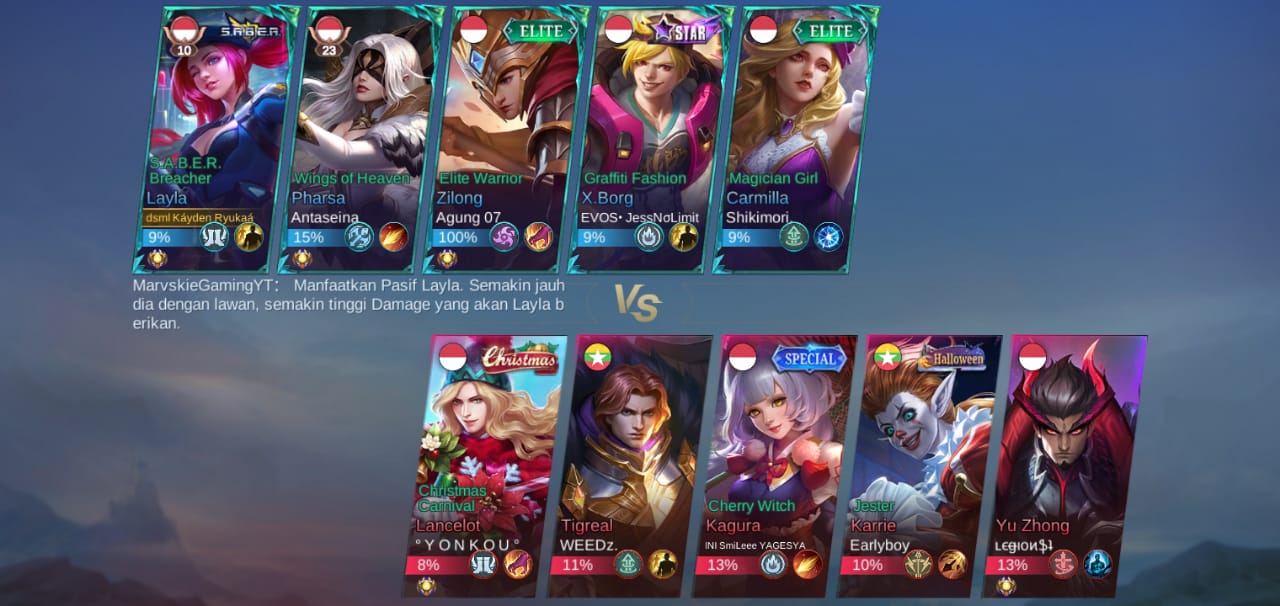 10
S.A.B.E.R.
23
ELITE
STAR
ELITE
S.A.B.E.R.
Breacher
Layla
dsml Káyden Ryukaá
9%
Wings of Heaven
Pharsa
Antaseina
15%
Elite Warrior
Zilong
Agung 07
100%
Graffiti Fashion
X.Borg
EVOS• JessNσLimit
9%
Magician Girl
Carmilla
Shikimori
9%
MarvskieGamingYT: Manfaatkan Pasif Layla. Semakin jauh
dia dengan lawan, semakin tinggi Damage yang akan Layla b
erikan.
VS
Christmas
SPECIAL
Halloween
Christmas
Carnival
Lancelot
° Y O N K O U °
8%
Tigreal
WEEDz.
11%
Cherry Witch
Kagura
INI SmiLeee YAGESYA
13%
Jester
Karrie
Earlyboy
10%
Yu Zhong
13%